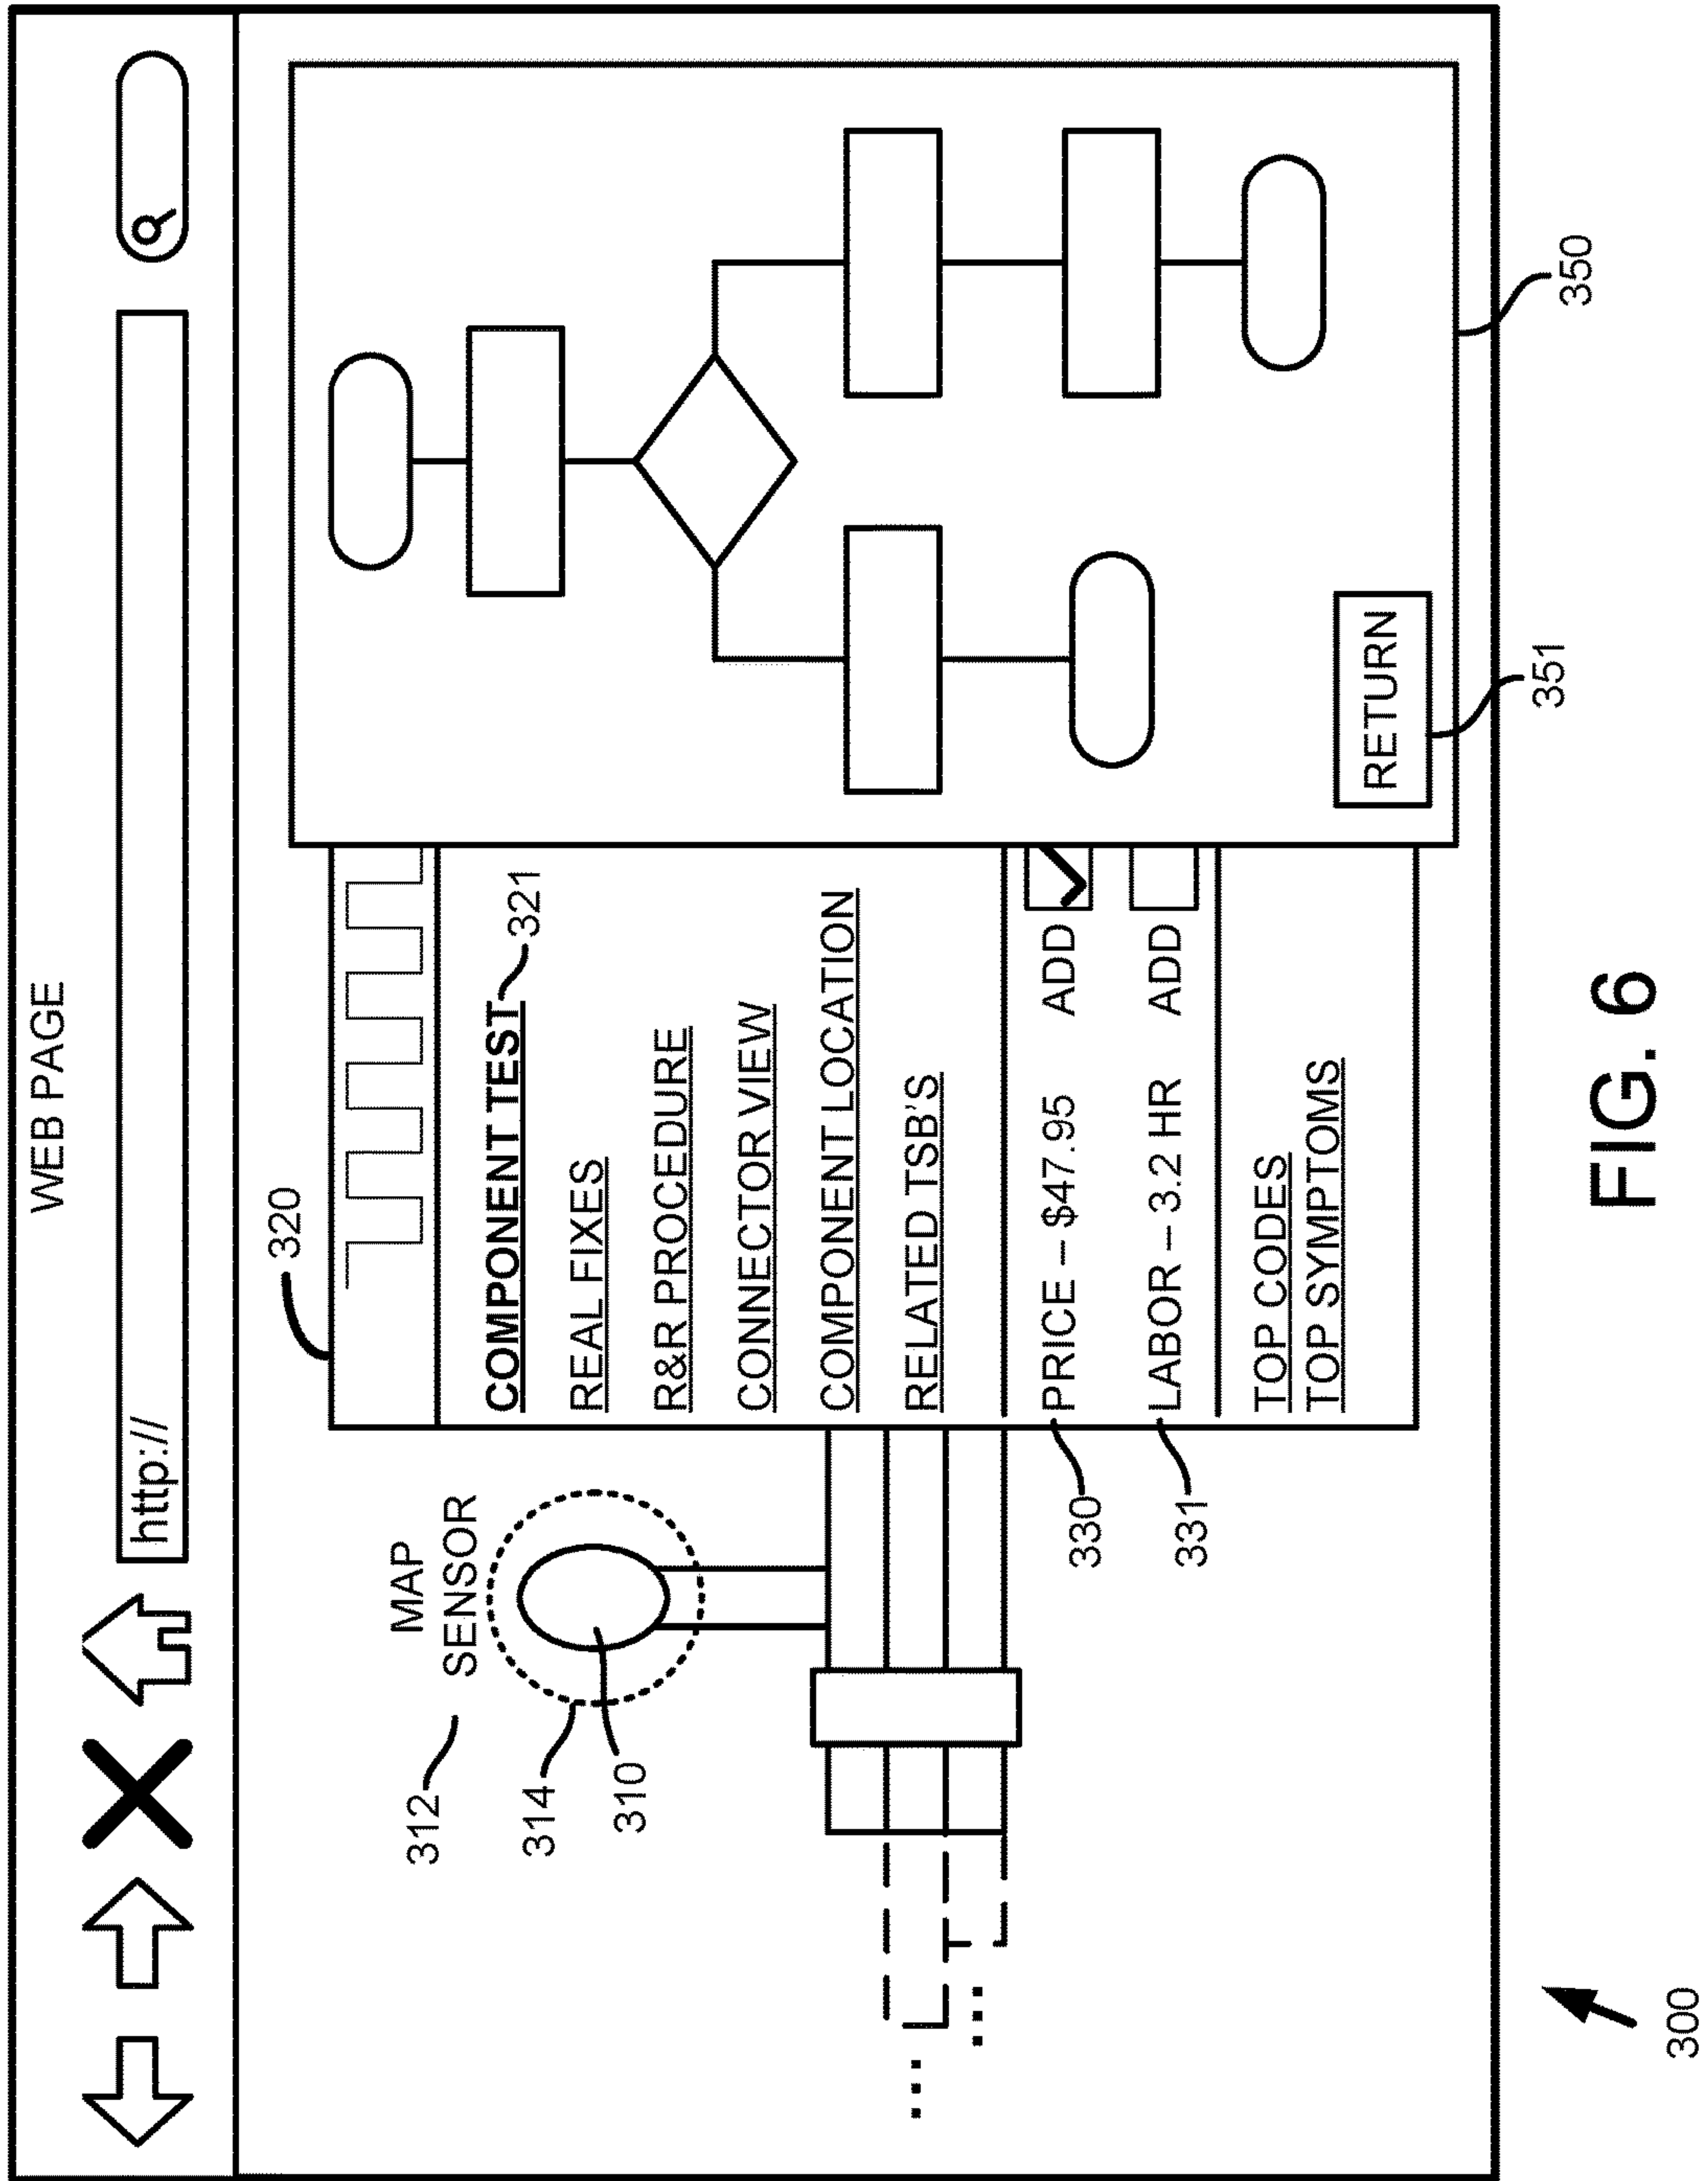 WEB PAGE
http://
320
312
MAP
SENSOR
314
310
COMPONENT TEST
321
REAL FIXES
R&R PROCEDURE
CONNECTOR VIEW
COMPONENT LOCATION
RELATED TSB'S
330
PRICE – $47.95 ADD
331
LABOR – 3.2 HR ADD
TOP CODES
TOP SYMPTOMS
RETURN
351
350
300
FIG. 6